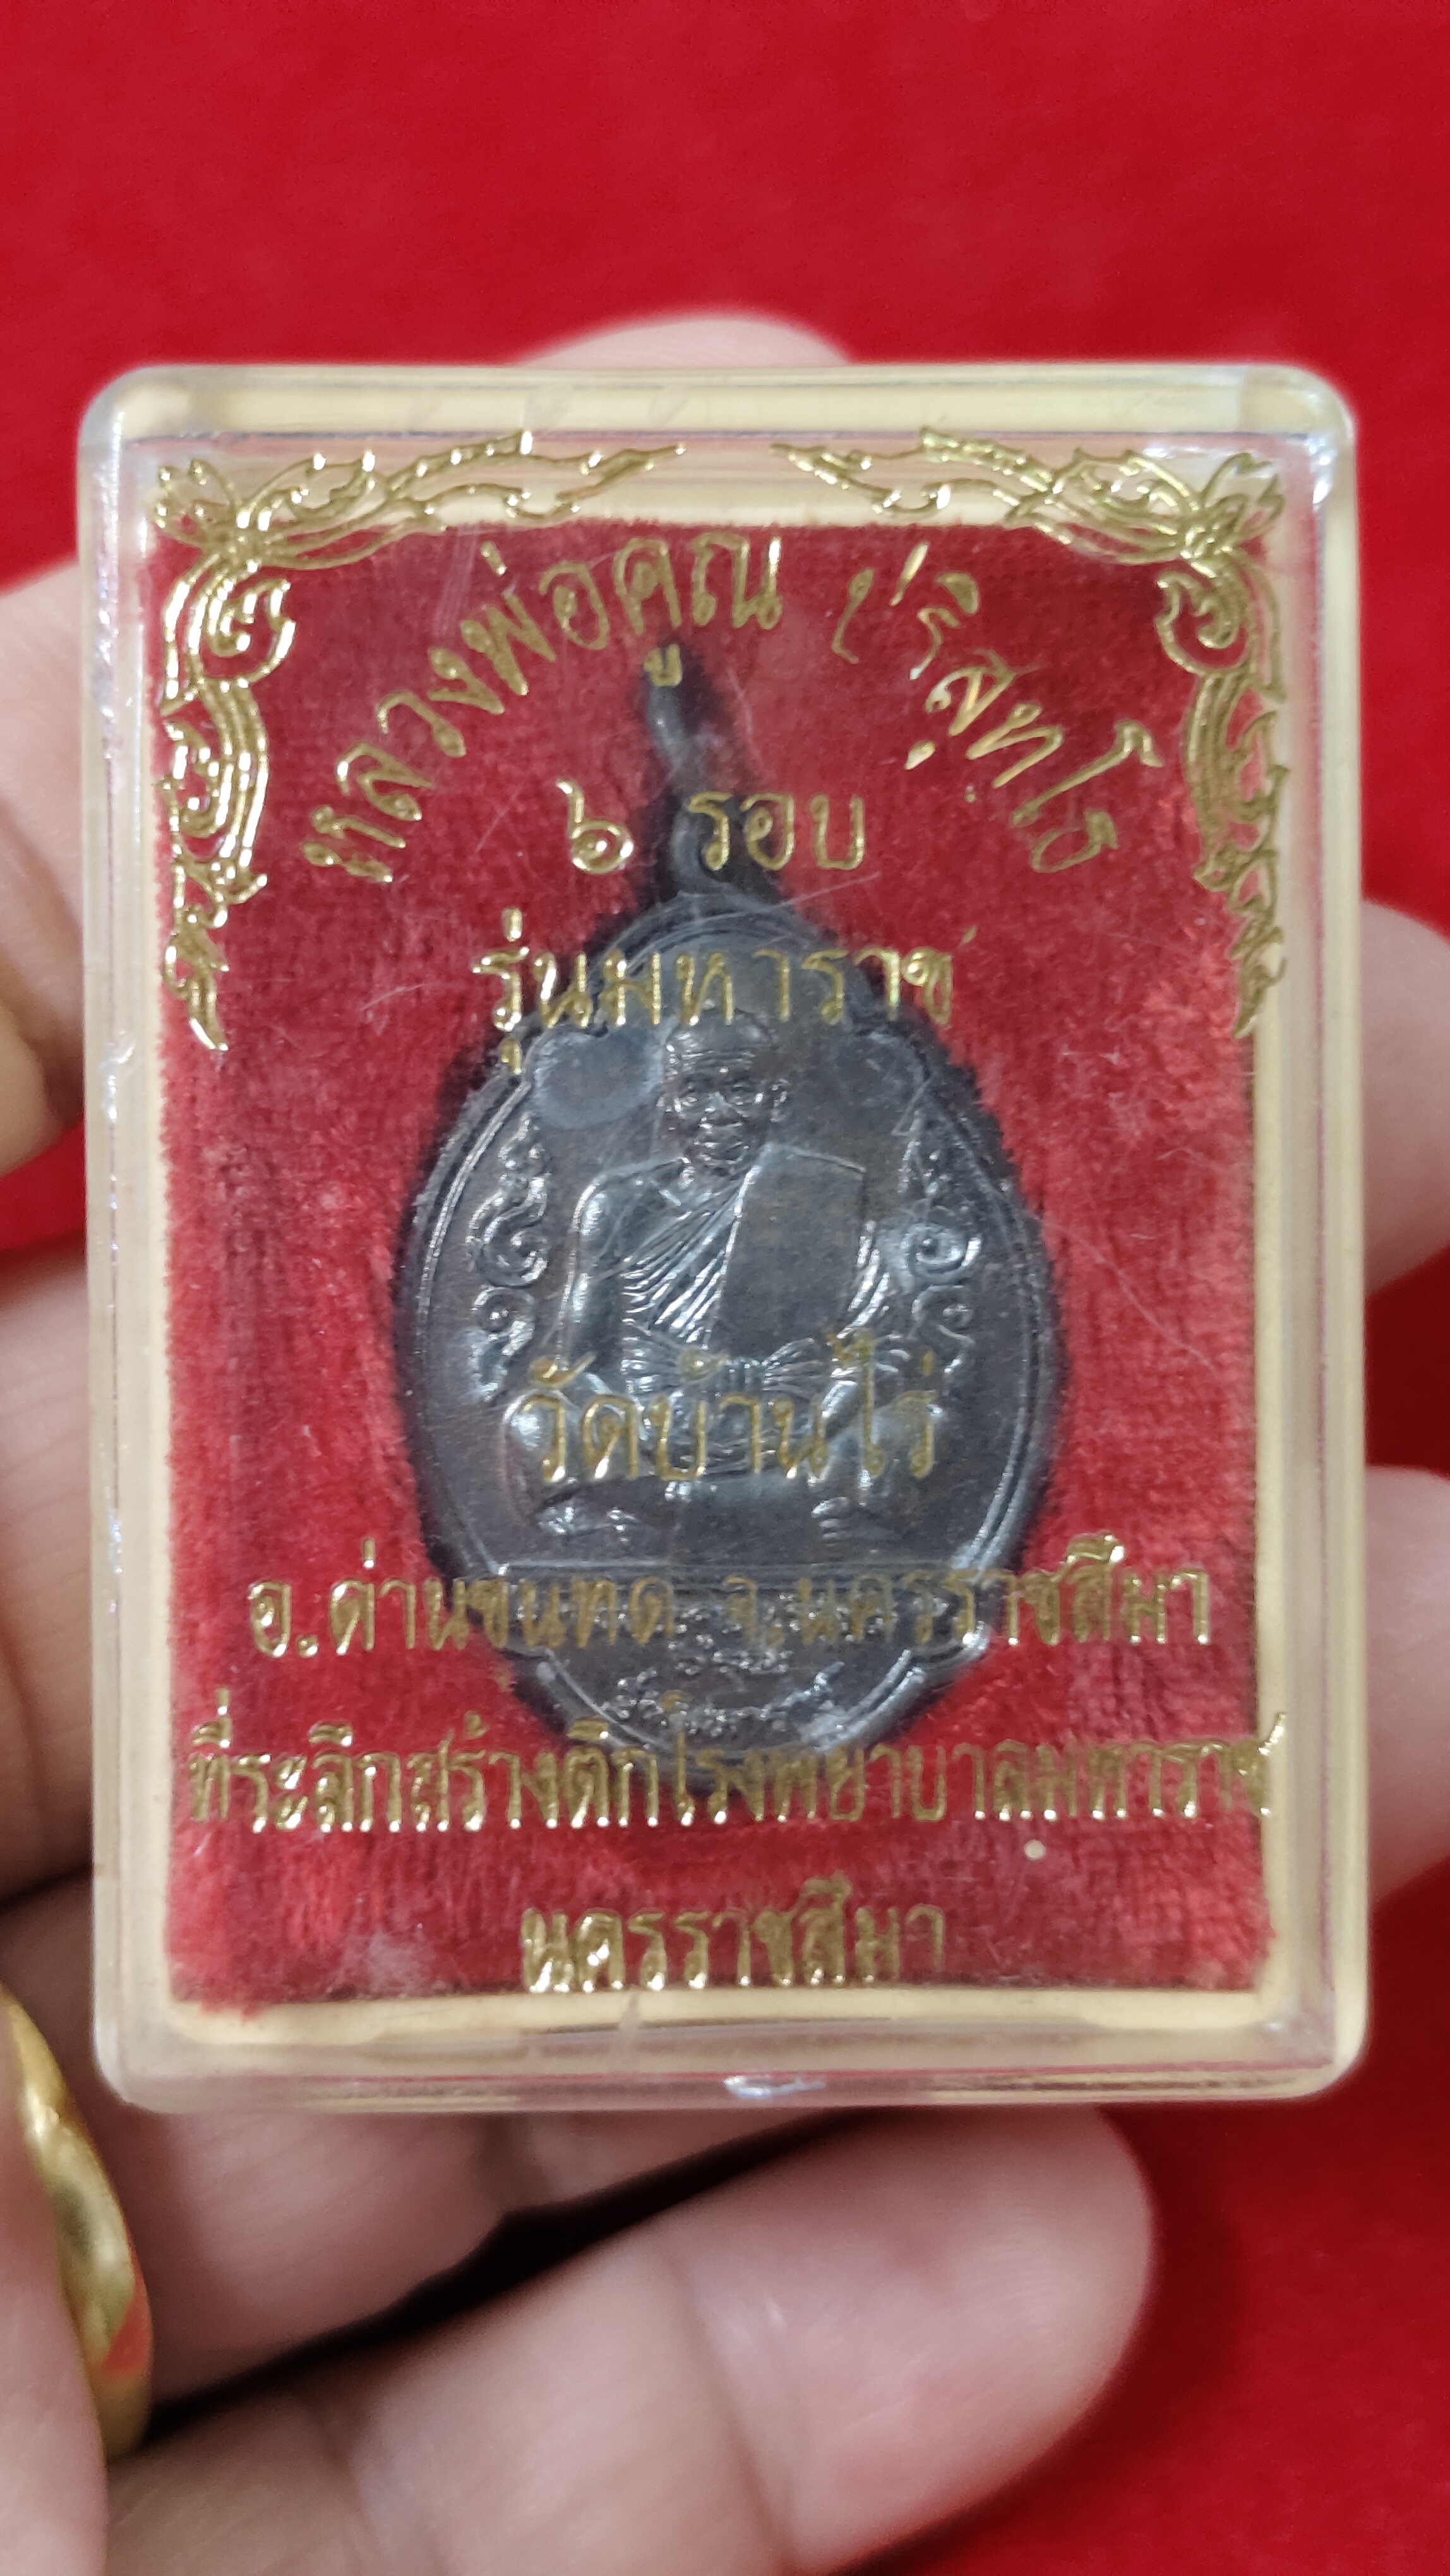 หลวงพ่อคูณ ปริสุทโธ
๖ รอบ
รุ่นมหาราช
วัดบ้านไร่
อ.ด่านขุนทด จ.นครราชสีมา
ที่ระลึกสร้างตึกโรงพยาบาลมหาราช
นครราชสีมา